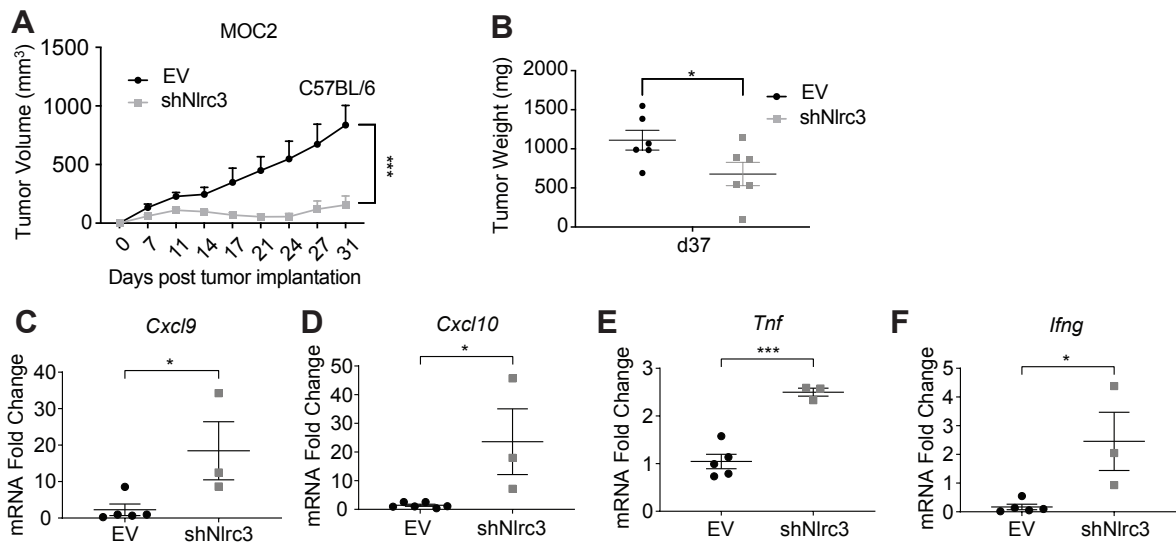 A
MOC2
Tumor Volume (mm³)
1500
1000
500
0
EV
shNlrc3
C57BL/6
***
0 7 11 14 17 21 24 27 31
Days post tumor implantation
B
Tumor Weight (mg)
2000
1500
1000
500
0
*
EV
shNlrc3
d37
C
Cxcl9
mRNA Fold Change
40
30
20
10
0
*
EV shNlrc3
D
Cxcl10
mRNA Fold Change
50
40
30
20
10
0
*
EV shNlrc3
E
Tnf
mRNA Fold Change
3
2
1
0
***
EV shNlrc3
F
Ifng
mRNA Fold Change
5
4
3
2
1
0
*
EV shNlrc3